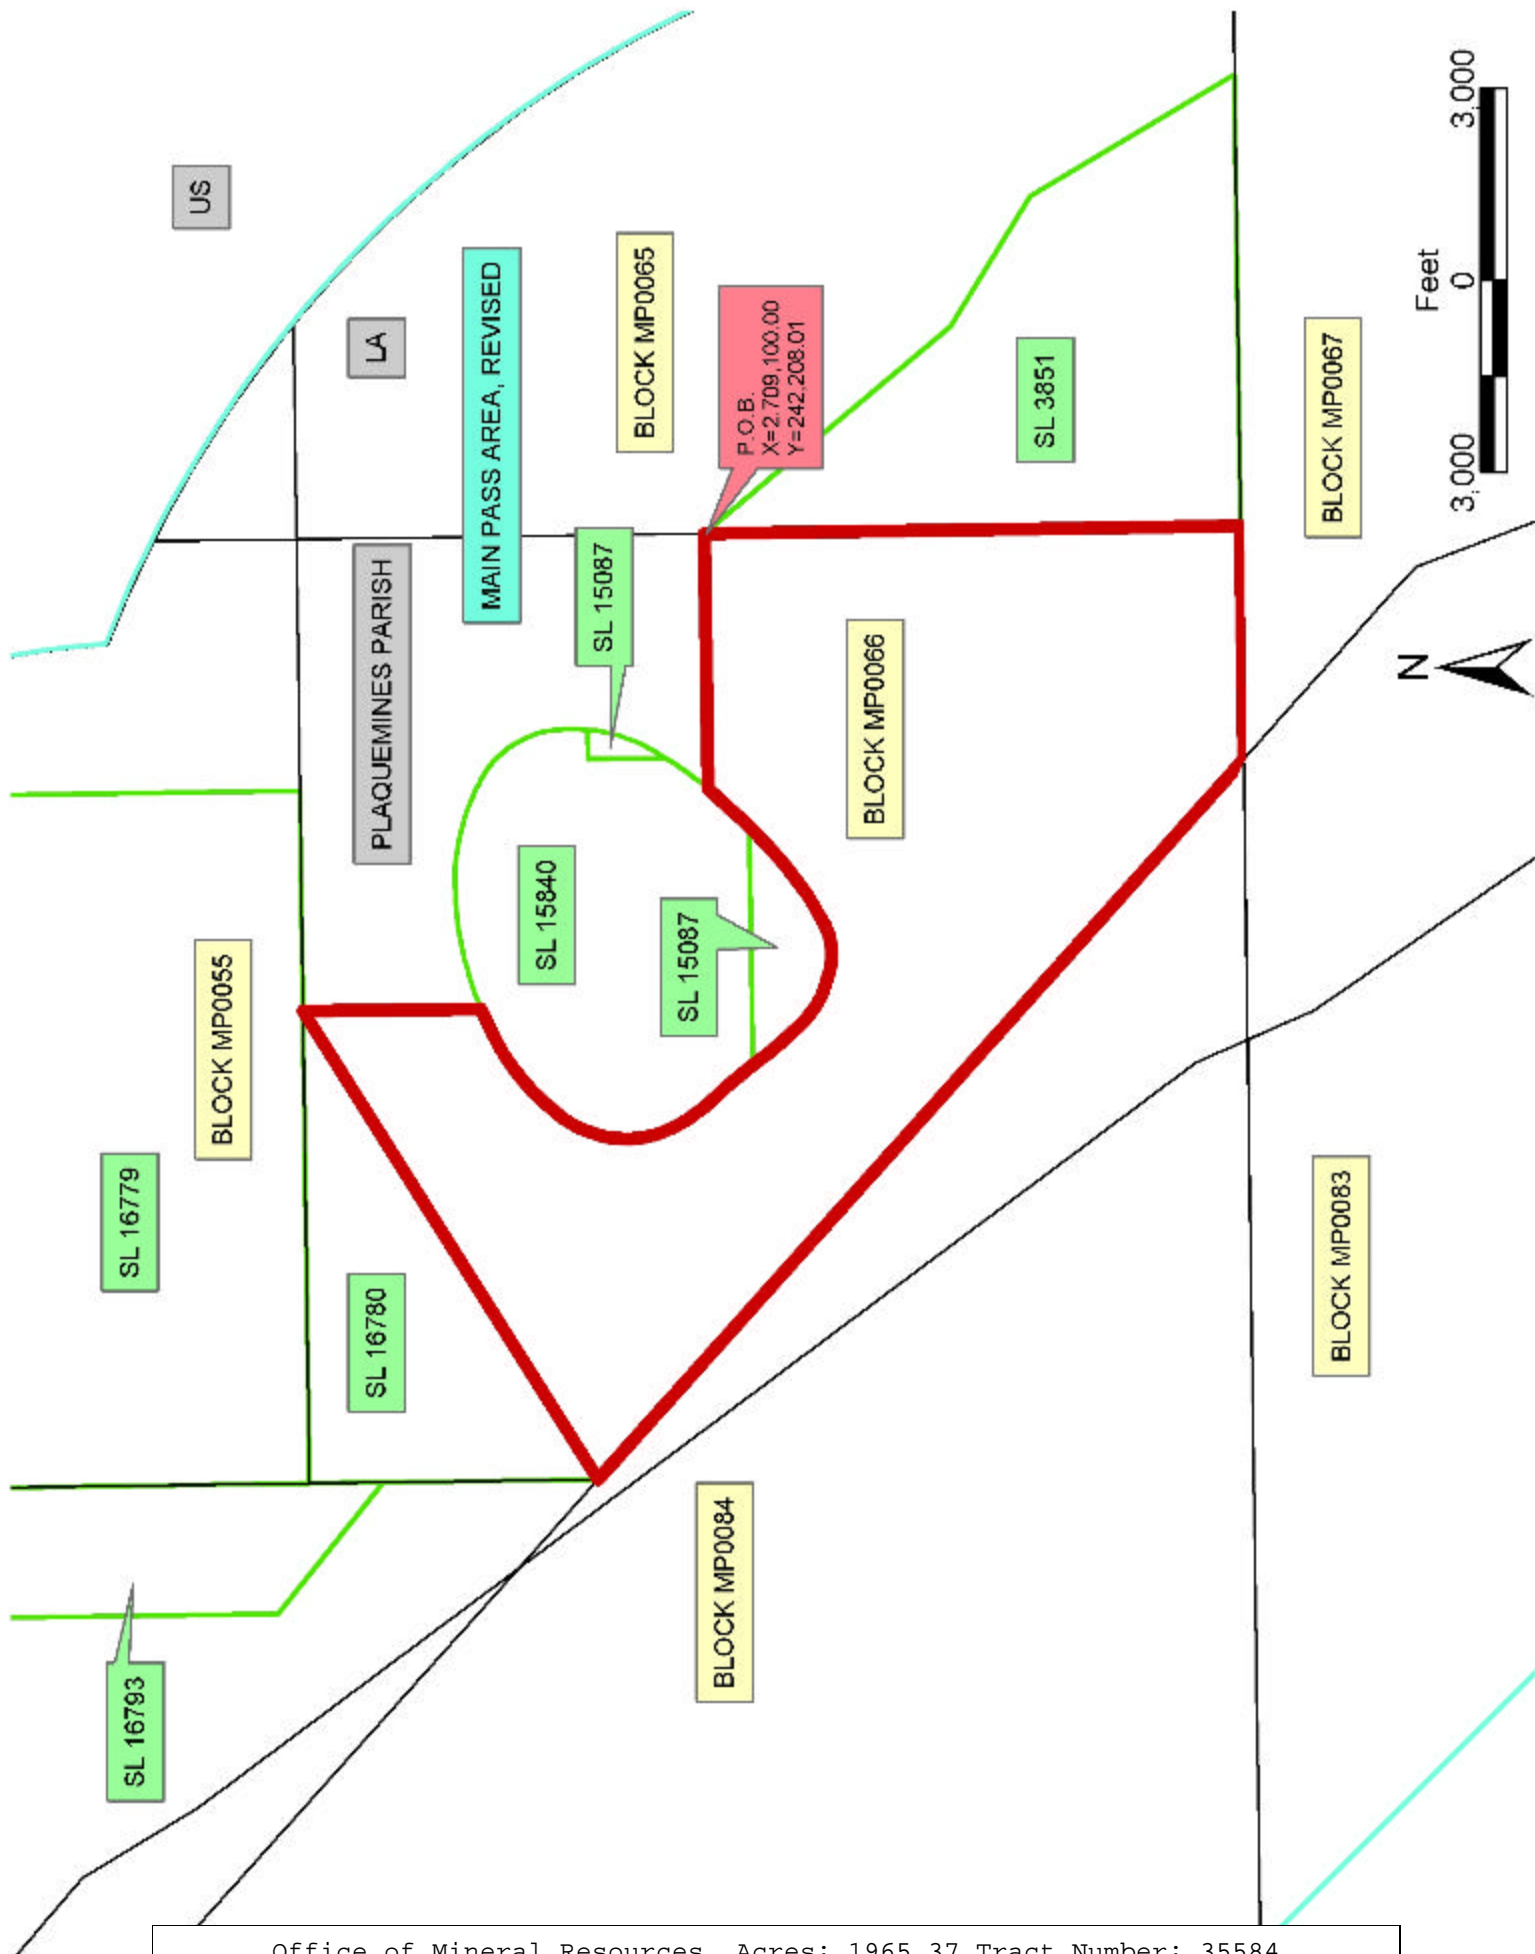 US
LA
MAIN PASS AREA, REVISED
PLAQUEMINES PARISH
BLOCK MP0065
P.O.B.
X=2,709,100.00
Y=242,208.01
SL 3851
SL 15087
BLOCK MP0055
SL 15840
SL 15087
BLOCK MP0066
SL 16779
SL 16780
SL 16793
BLOCK MP0084
BLOCK MP0067
BLOCK MP0083
Feet
3,000 0 3,000
N
Office of Mineral Resources, Acres: 1965.37 Tract Number: 35584